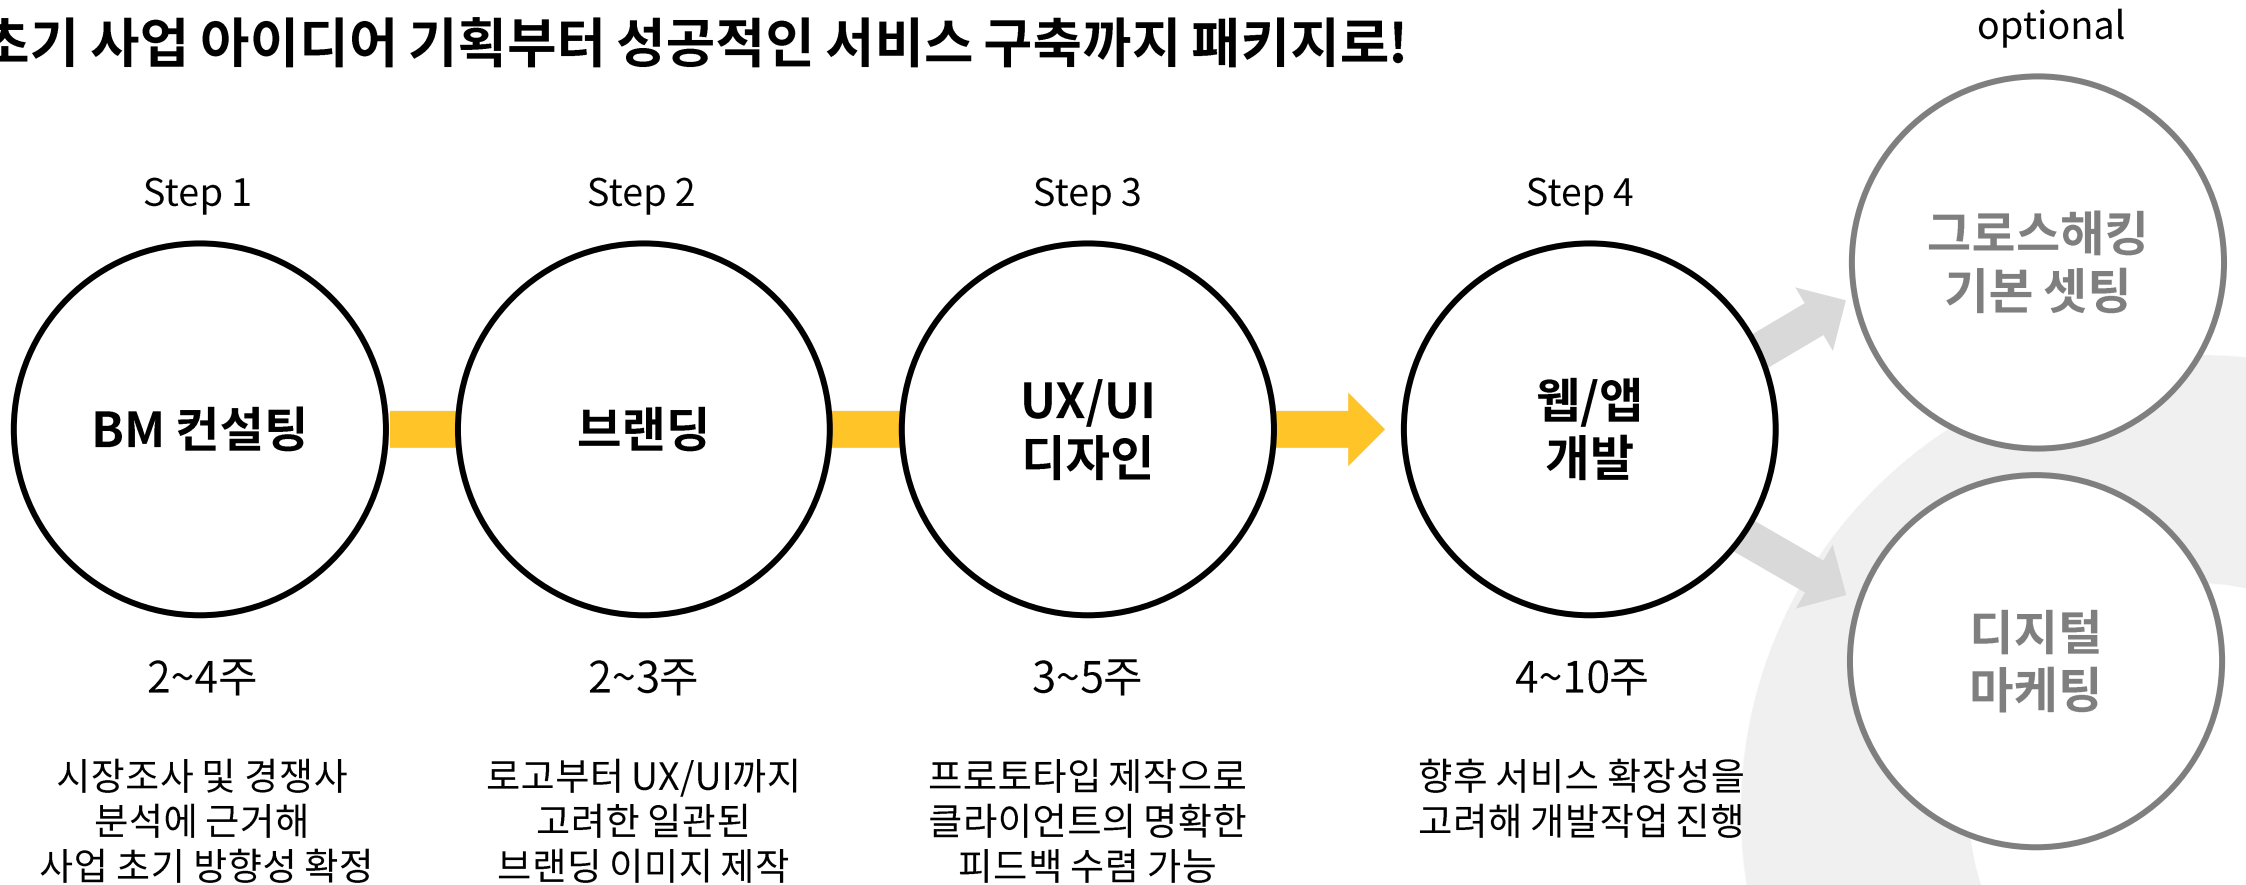 초기 사업 아이디어 기획부터 성공적인 서비스 구축까지 패키지로!
optional
Step 1
Step 2
Step 3
Step 4
BM 컨설팅
브랜딩
UX/UI
디자인
웹/앱
개발
그로스해킹
기본 셋팅
디지털
마케팅
2~4주
2~3주
3~5주
4~10주
시장조사 및 경쟁사
분석에 근거해
사업 초기 방향성 확정
로고부터 UX/UI까지
고려한 일관된
브랜딩 이미지 제작
프로토타입 제작으로
클라이언트의 명확한
피드백 수렴 가능
향후 서비스 확장성을
고려해 개발작업 진행